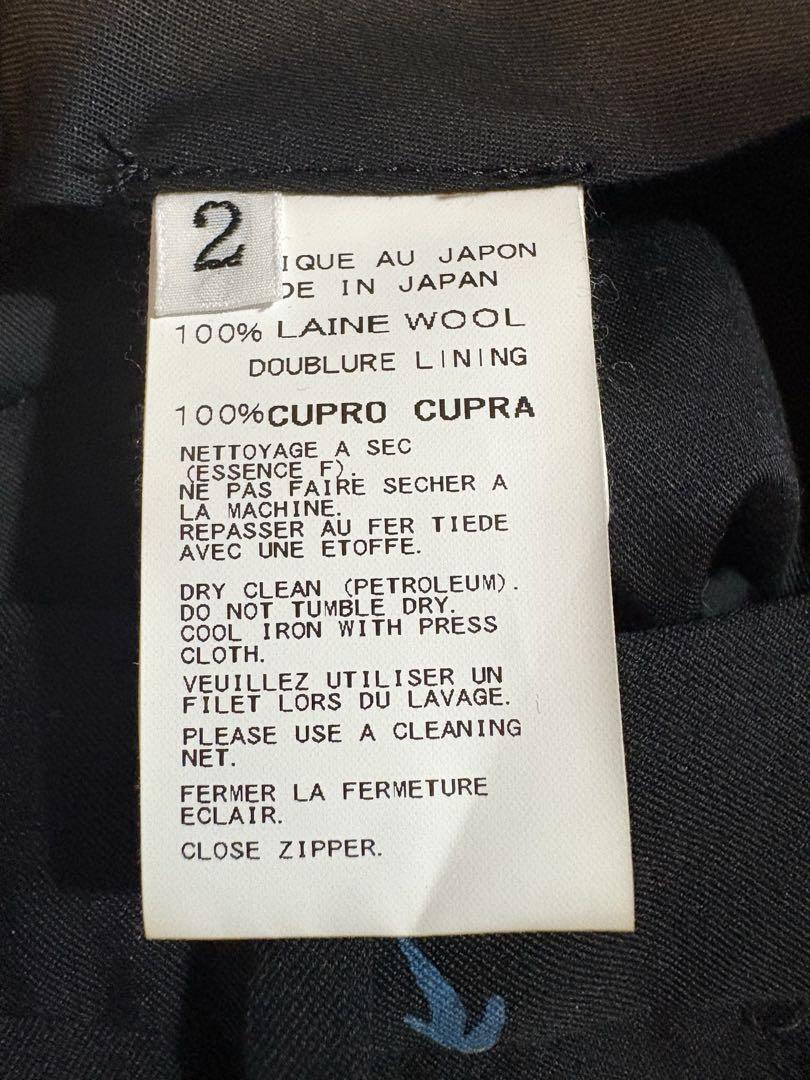 2
IQUE AU JAPON
DE IN JAPAN
100% LAINE WOOL
DOUBLURE LINING
100%CUPRO CUPRA
NETTOYAGE A SEC
(ESSENCE F).
NE PAS FAIRE SECHER A
LA MACHINE.
REPASSER AU FER TIEDE
AVEC UNE ETOFFE.
DRY CLEAN (PETROLEUM).
DO NOT TUMBLE DRY.
COOL IRON WITH PRESS
CLOTH.
VEUILLEZ UTILISER UN
FILET LORS DU LAVAGE.
PLEASE USE A CLEANING
NET.
FERMER LA FERMETURE
ECLAIR.
CLOSE ZIPPER.